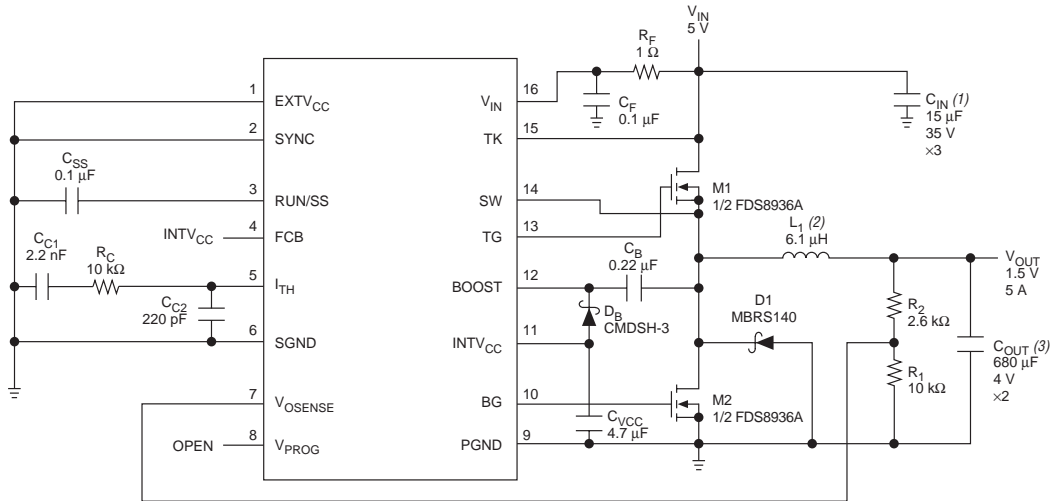 V_IN
5 V
R_F
1 Ω
C_F
0.1 µF
C_IN (1)
15 µF
35 V
×3
1
EXTV_CC
2
SYNC
C_SS
0.1 µF
3
RUN/SS
INTV_CC
4
FCB
C_C1
2.2 nF
R_C
10 kΩ
5
I_TH
C_C2
220 pF
6
SGND
7
V_OSENSE
OPEN
8
V_PROG
16
V_IN
15
TK
14
SW
13
TG
12
BOOST
11
INTV_CC
10
BG
9
PGND
M1
1/2 FDS8936A
C_B
0.22 µF
D_B
CMDSH-3
L_1 (2)
6.1 µH
D1
MBRS140
M2
1/2 FDS8936A
C_VCC
4.7 µF
V_OUT
1.5 V
5 A
R_2
2.6 kΩ
R_1
10 kΩ
C_OUT (3)
680 µF
4 V
×2